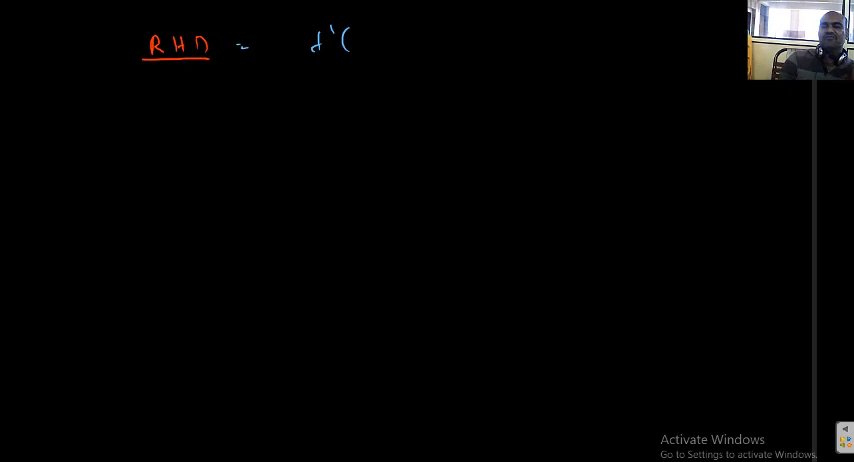 RHD = f'(
Activate Windows
Go to Settings to activate Windows.